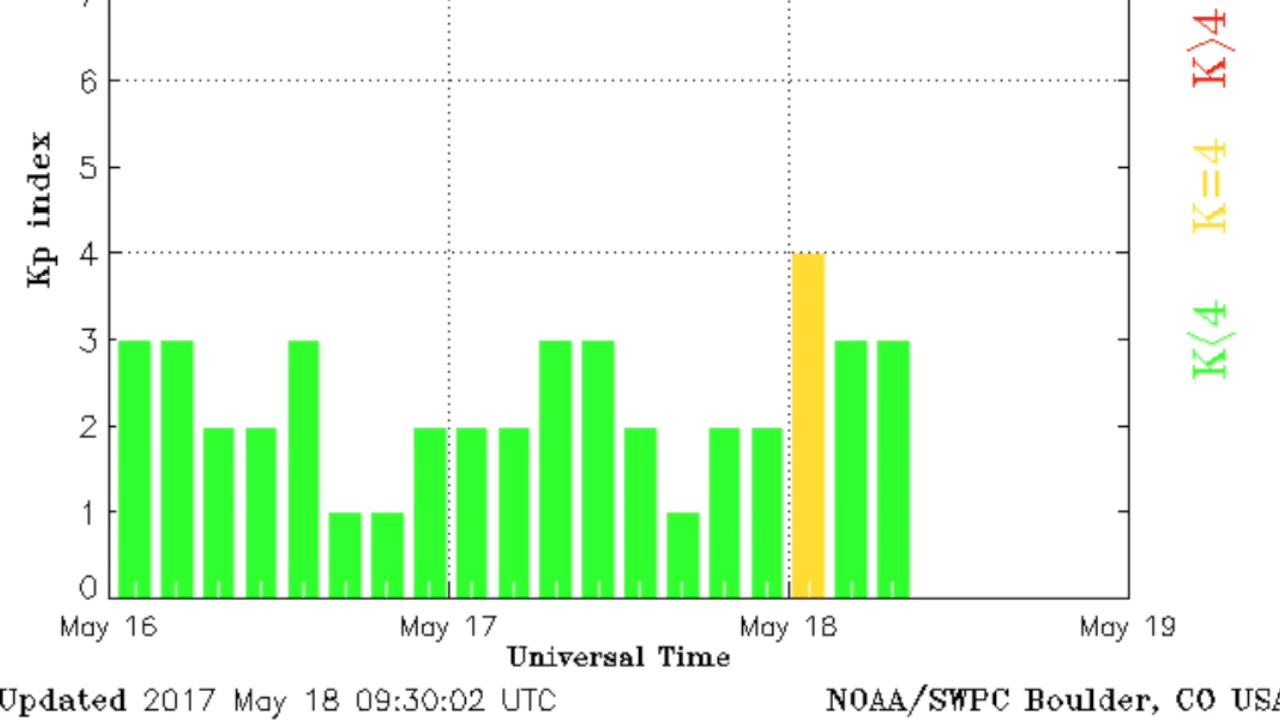 7
6
5
4
3
2
1
0
Kp index
May 16 May 17 May 18 May 19
Universal Time
Updated 2017 May 18 09:30:02 UTC
NOAA/SWPC Boulder, CO USA
K>4
K=4
K<4